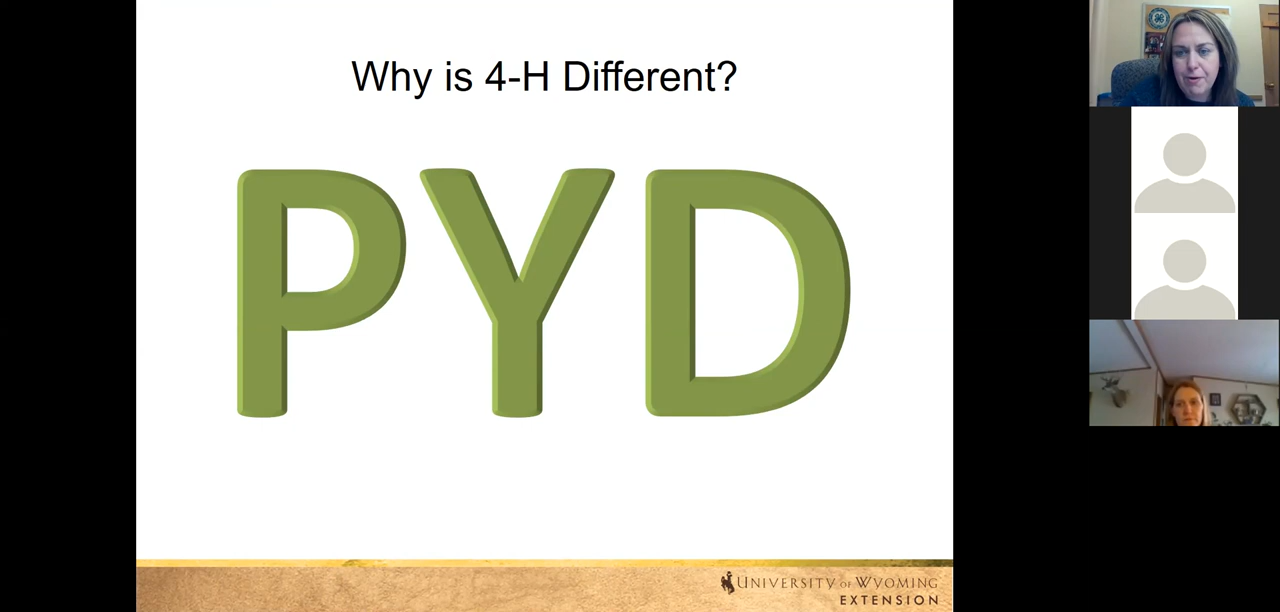 Why is 4-H Different?
PYD
UNIVERSITY OF WYOMING
EXTENSION